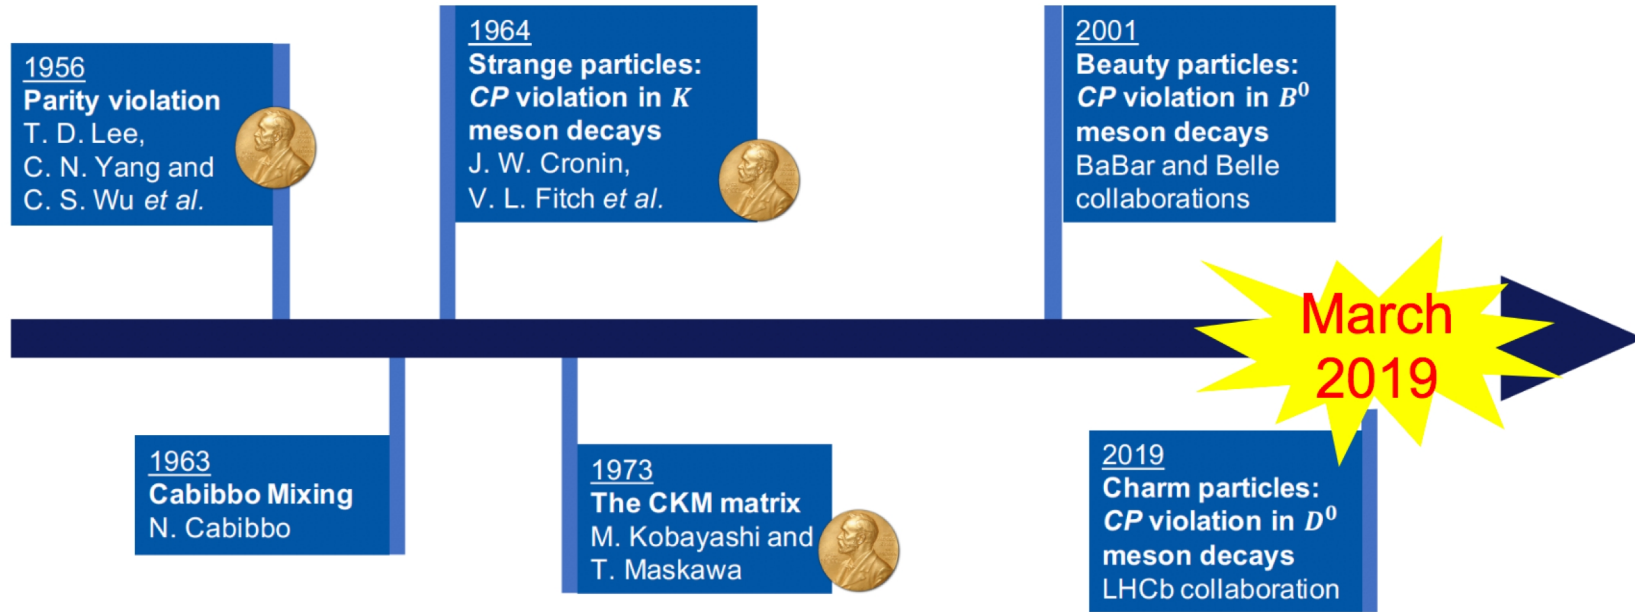 1956
Parity violation
T. D. Lee,
C. N. Yang and
C. S. Wu et al.
1964
Strange particles:
CP violation in K
meson decays
J. W. Cronin,
V. L. Fitch et al.
2001
Beauty particles:
CP violation in B⁰
meson decays
BaBar and Belle
collaborations
March
2019
1963
Cabibbo Mixing
N. Cabibbo
1973
The CKM matrix
M. Kobayashi and
T. Maskawa
2019
Charm particles:
CP violation in D⁰
meson decays
LHCb collaboration